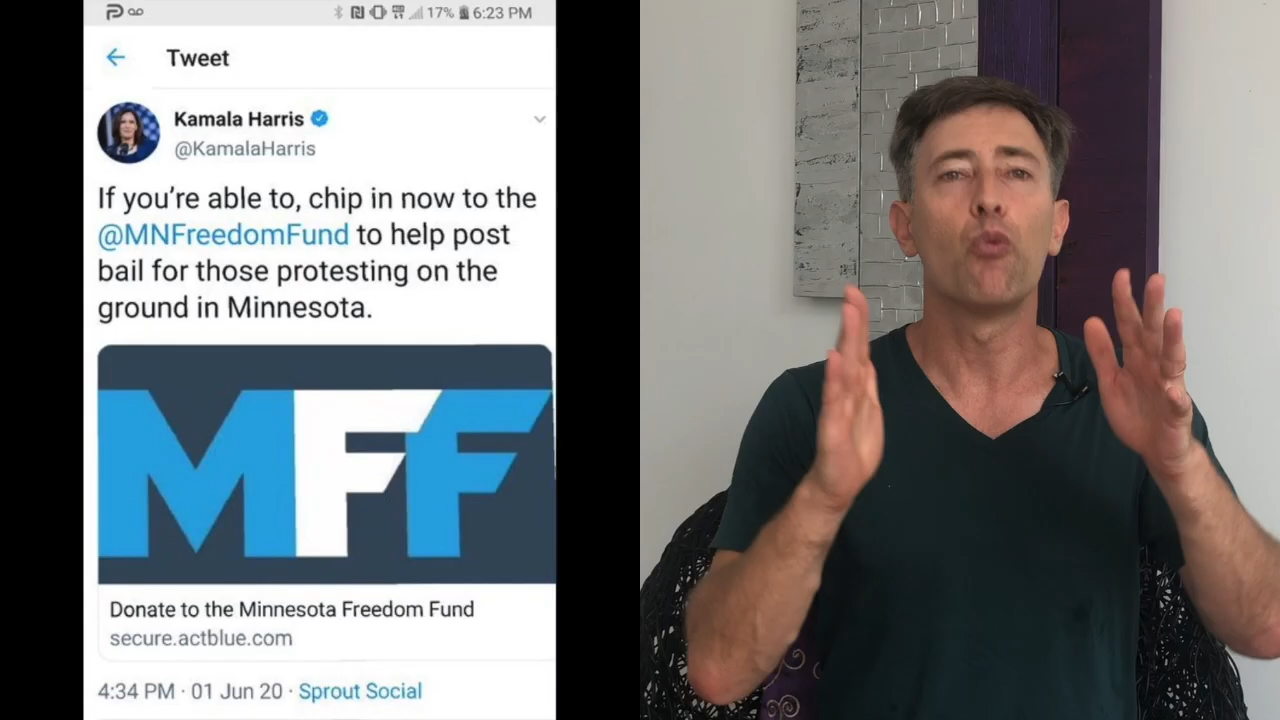 17% 6:23 PM
Tweet
Kamala Harris
@KamalaHarris
If you’re able to, chip in now to the
@MNFreedomFund to help post
bail for those protesting on the
ground in Minnesota.
MFF
Donate to the Minnesota Freedom Fund
secure.actblue.com
4:34 PM · 01 Jun 20 · Sprout Social